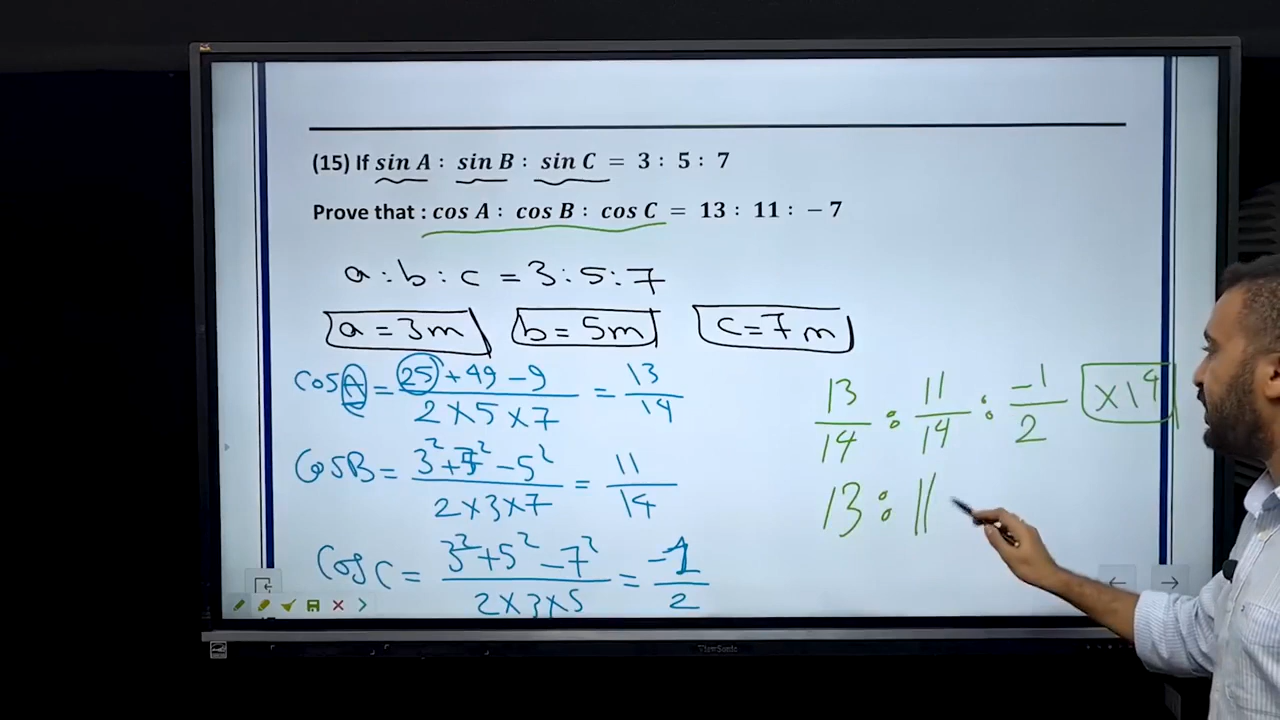 (15) If sin A : sin B : sin C = 3 : 5 : 7
Prove that : cos A : cos B : cos C = 13 : 11 : − 7
a : b : c = 3 : 5 : 7
a = 3m b = 5m c = 7m
cos A = (25 + 49 − 9) / (2 × 5 × 7) = 13/14
cos B = (3² + 7² − 5²) / (2 × 3 × 7) = 11/14
cos C = (3² + 5² − 7²) / (2 × 3 × 5) = −1/2
13/14 : 11/14 : −1/2 ×14
13 : 11
ViewSonic